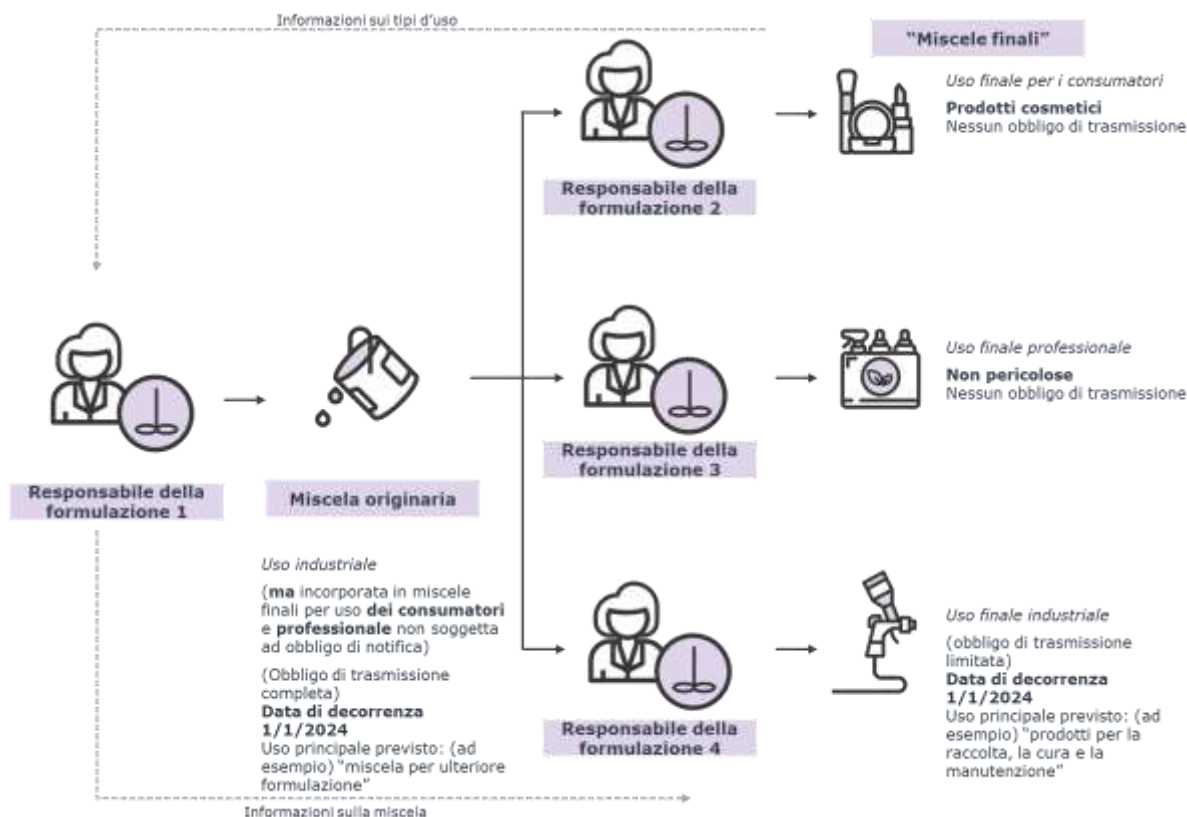 Informazioni sui tipi d’uso
“Miscele finali”
Uso finale per i consumatori
Prodotti cosmetici
Nessun obbligo di trasmissione
Responsabile della
formulazione 2
Uso finale professionale
Non pericolose
Nessun obbligo di trasmissione
Responsabile della
formulazione 3
Responsabile della
formulazione 1
Miscela originaria
Uso industriale
(ma incorporata in miscele
finali per uso dei consumatori
e professionale non soggetta
ad obbligo di notifica)
(Obbligo di trasmissione
completa)
Data di decorrenza
1/1/2024
Uso principale previsto: (ad
esempio) “miscela per ulteriore
formulazione”
Responsabile della
formulazione 4
Uso finale industriale
(obbligo di trasmissione
limitata)
Data di decorrenza
1/1/2024
Uso principale previsto: (ad
esempio) “prodotti per la
raccolta, la cura e la
manutenzione”
Informazioni sulla miscela